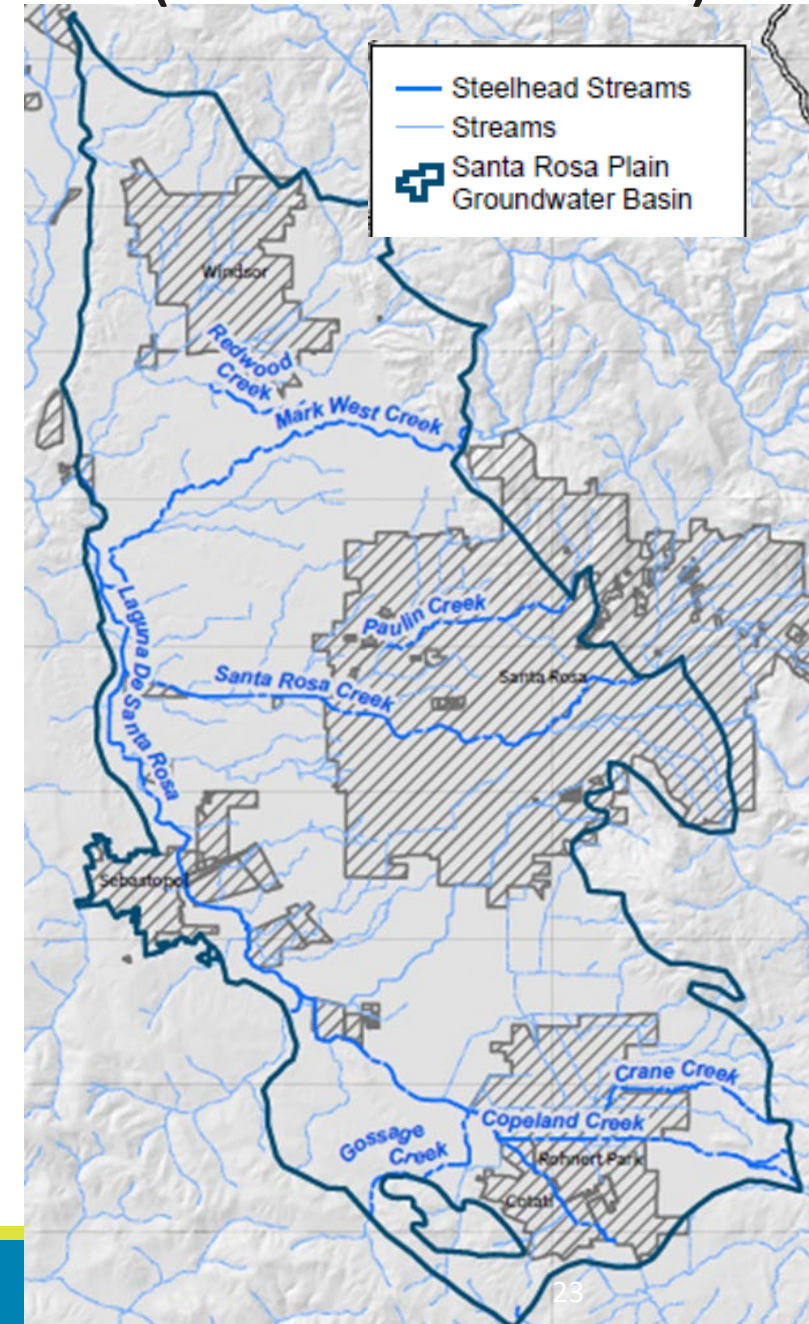 Steelhead Streams
Streams
Santa Rosa Plain
Groundwater Basin
Windsor
Redwood
Creek
Mark West Creek
Laguna De Santa Rosa
Paulin Creek
Santa Rosa Creek
Santa Rosa
Sebastopol
Crane Creek
Copeland Creek
Gossage
Creek
Rohnert Park
Cotati
23